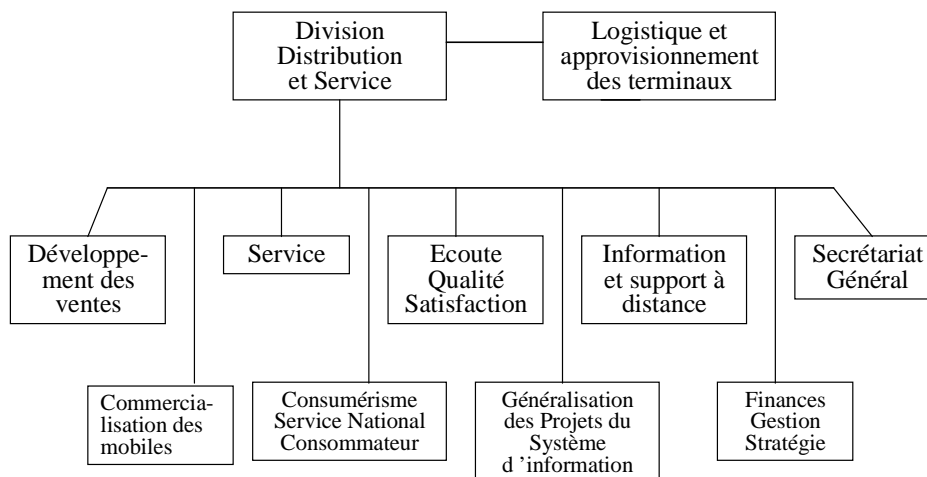 Division
Distribution
et Service
Logistique et
approvisionnement
des terminaux
Développe-
ment des
ventes
Service
Ecoute
Qualité
Satisfaction
Information
et support à
distance
Secrétariat
Général
Commercia-
lisation des
mobiles
Consumérisme
Service National
Consommateur
Généralisation
des Projets du
Système
d ’information
Finances
Gestion
Stratégie